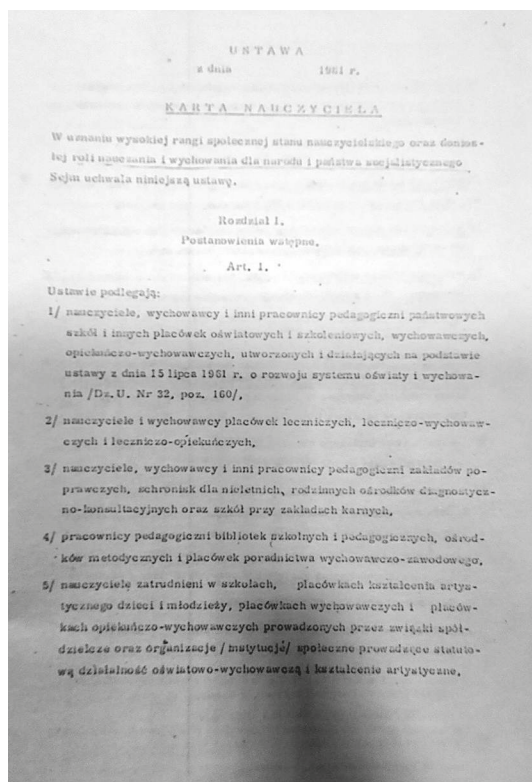 USTAWA
z dnia 1981 r.
KARTA NAUCZYCIELA
W uznaniu wysokiej rangi społecznej stanu nauczycielskiego oraz donios-
łej roli nauczania i wychowania dla narodu i państwa socjalistycznego
Sejm uchwala niniejszą ustawę.
Rozdział I.
Postanowienia wstępne.
Art. 1.
Ustawie podlegają:
1/ nauczyciele, wychowawcy i inni pracownicy pedagogiczni państwowych
szkół i innych placówek oświatowych i szkoleniowych, wychowawczych,
opiekuńczo-wychowawczych, utworzonych i działających na podstawie
ustawy z dnia 15 lipca 1961 r. o rozwoju systemu oświaty i wychowa-
nia /Dz. U. Nr 32, poz. 160/,
2/ nauczyciele i wychowawcy placówek leczniczych, leczniczo-wychowaw-
czych i leczniczo-opiekuńczych,
3/ nauczyciele, wychowawcy i inni pracownicy pedagogiczni zakładów po-
prawczych, schronisk dla nieletnich, rodzinnych ośrodków diagnostycz-
no-konsultacyjnych oraz szkół przy zakładach karnych,
4/ pracownicy pedagogiczni bibliotek szkolnych i pedagogicznych, ośrod-
ków metodycznych i placówek poradnictwa wychowawczo-zawodowego,
5/ nauczyciele zatrudnieni w szkołach, placówkach kształcenia artys-
tycznego dzieci i młodzieży, placówkach wychowawczych i placów-
kach opiekuńczo-wychowawczych prowadzonych przez związki spół-
dzielcze oraz organizacje /instytucje/ społeczne prowadzące statuto-
wą działalność oświatowo-wychowawczą i kształcenie artystyczne,